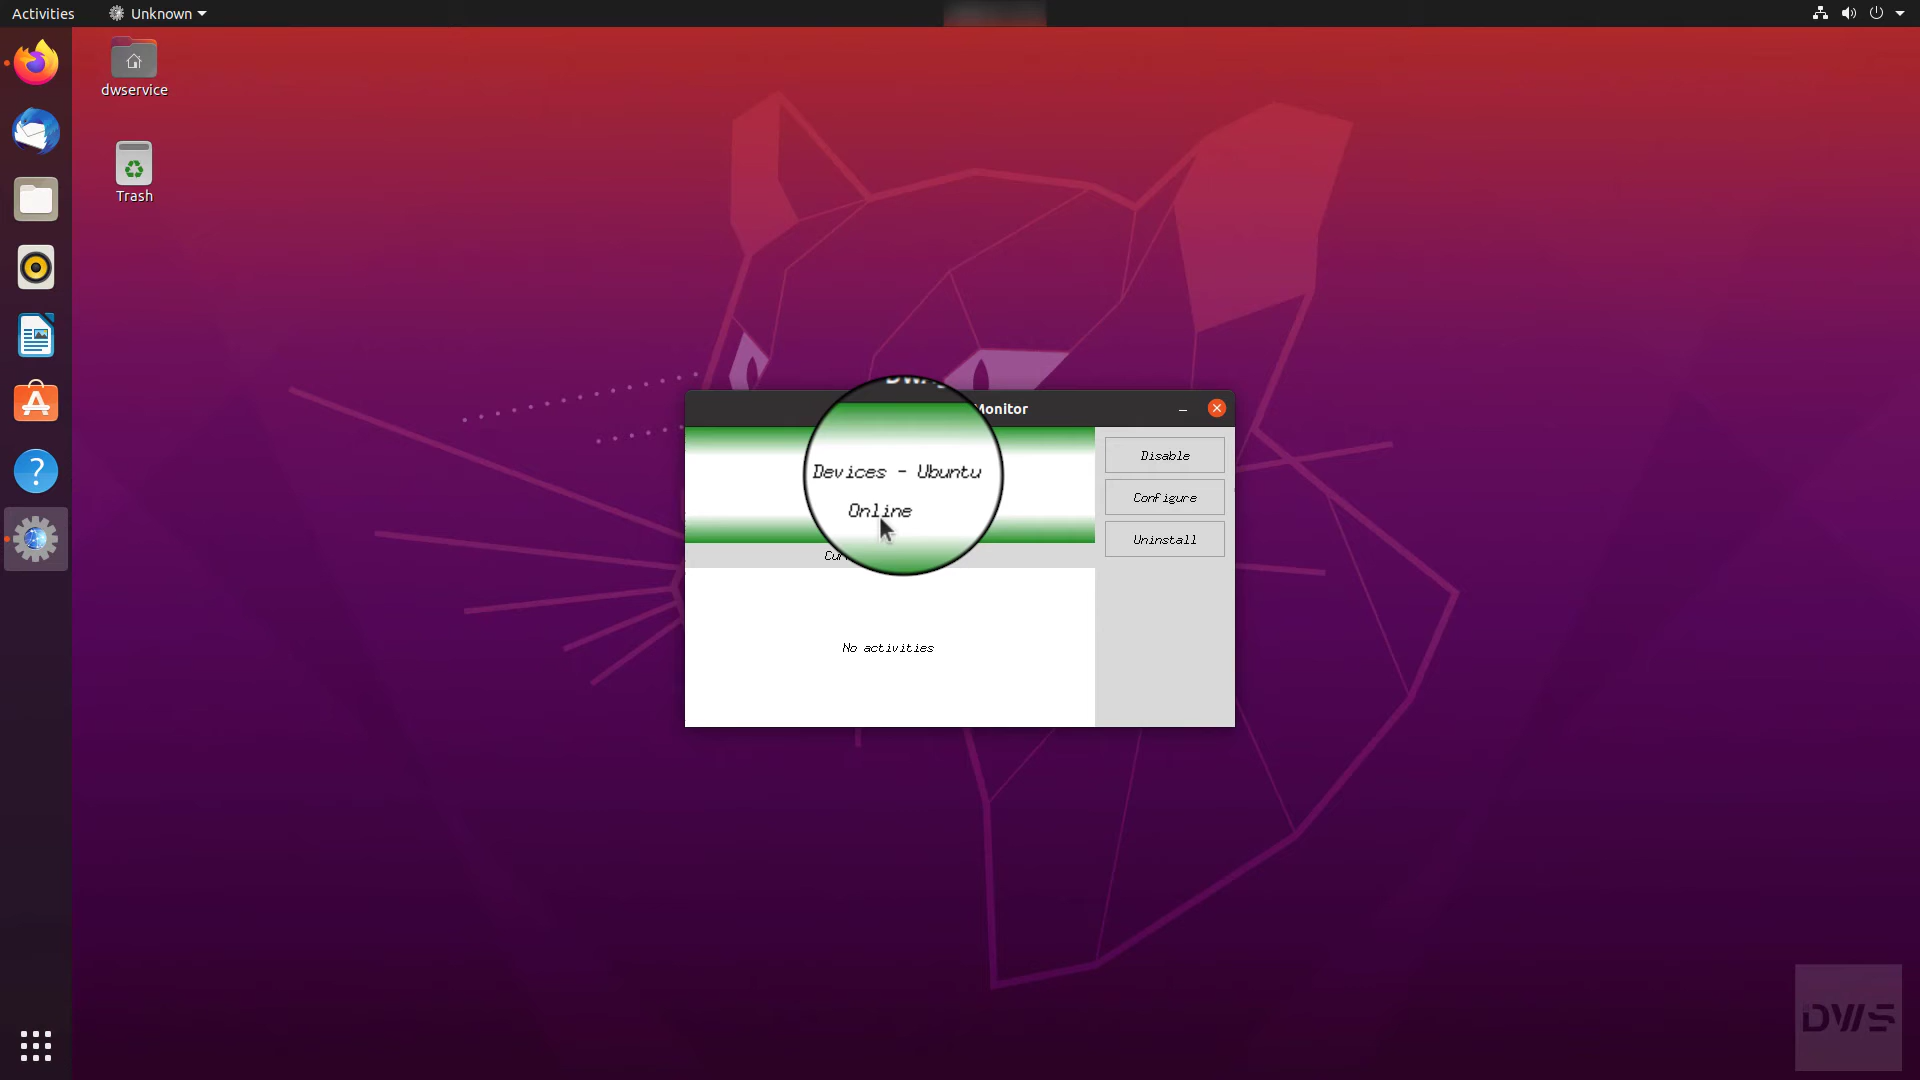 Activities
Unknown
dwservice
Trash
Monitor
Devices - Ubuntu
Online
No activities
Disable
Configure
Uninstall
DWS